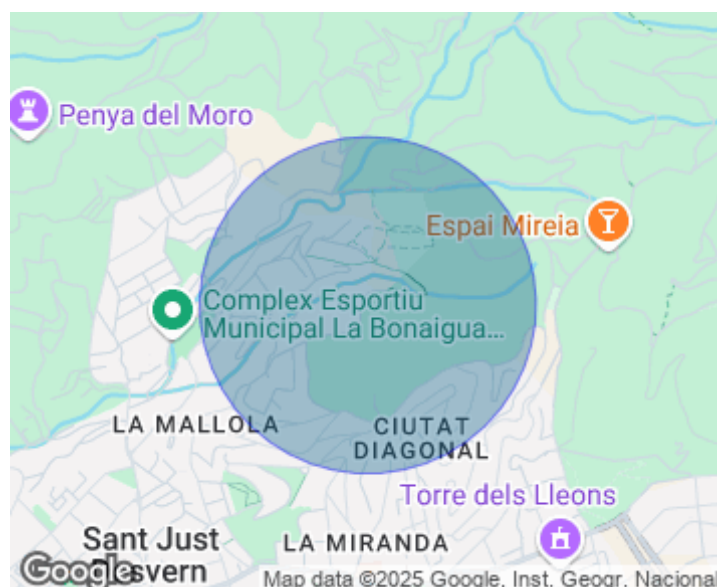 Penya del Moro
Espai Mireia
Complex Esportiu
Municipal La Bonaigua...
LA MALLOLA
CIUTAT
DIAGONAL
Torre dels Lleons
Sant Just
Desvern
LA MIRANDA
Google
Map data ©2025 Google, Inst. Geogr. Nacional